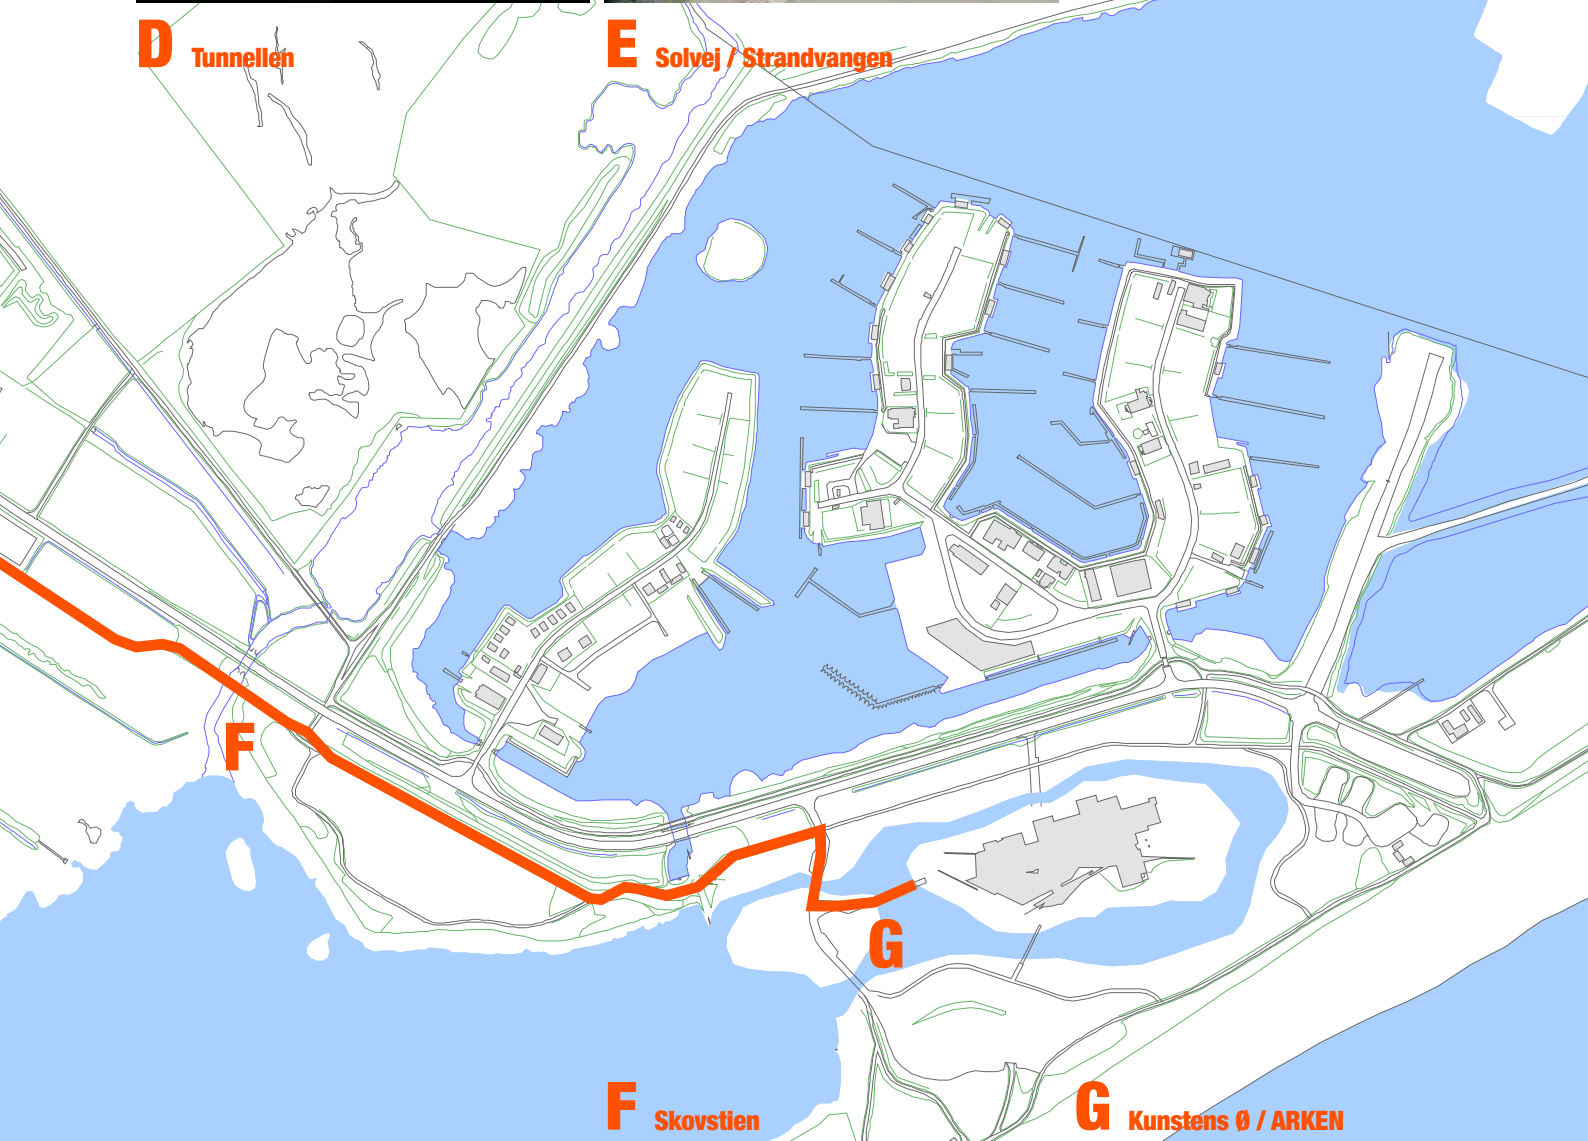 D Tunnellen
E Solvej / Strandvangen
F
G
F Skovstien
G Kunstens Ø / ARKEN